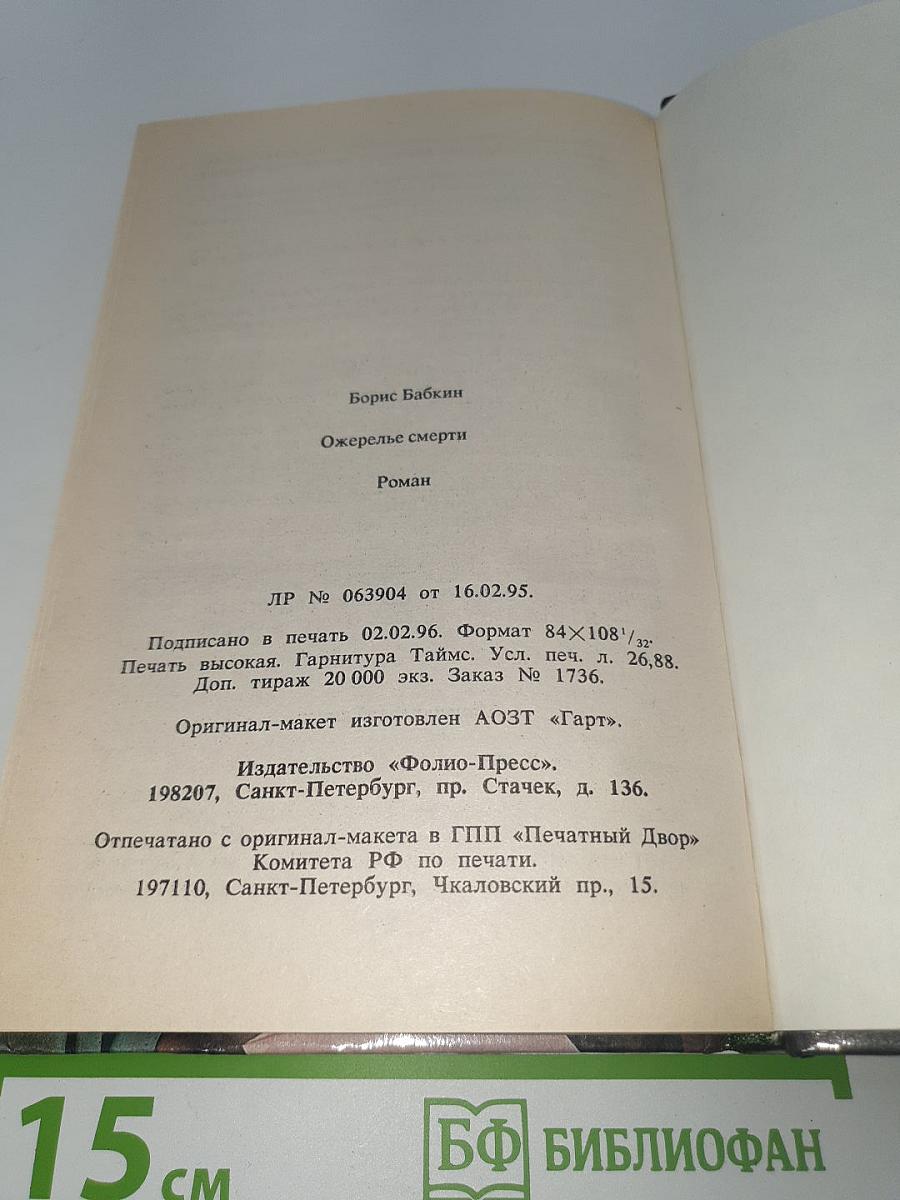 Борис Бабкин
Ожерелье смерти
Роман
ЛР № 063904 от 16.02.95.
Подписано в печать 02.02.96. Формат 84×108¹/₃₂.
Печать высокая. Гарнитура Таймс. Усл. печ. л. 26,88.
Доп. тираж 20 000 экз. Заказ № 1736.
Оригинал-макет изготовлен АОЗТ «Гарт».
Издательство «Фолио-Пресс».
198207, Санкт-Петербург, пр. Стачек, д. 136.
Отпечатано с оригинал-макета в ГПП «Печатный Двор»
Комитета РФ по печати.
197110, Санкт-Петербург, Чкаловский пр., 15.
15 см
БФ БИБЛИОФАН